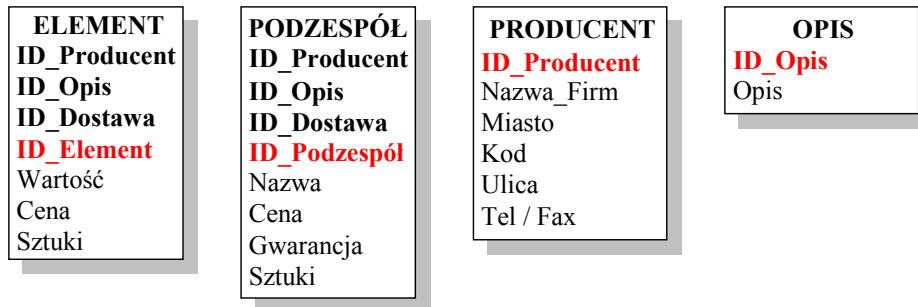 ELEMENT
ID_Producent
ID_Opis
ID_Dostawa
ID_Element
Wartość
Cena
Sztuki
PODZESPÓŁ
ID_Producent
ID_Opis
ID_Dostawa
ID_Podzespół
Nazwa
Cena
Gwarancja
Sztuki
PRODUCENT
ID_Producent
Nazwa_Firm
Miasto
Kod
Ulica
Tel / Fax
OPIS
ID_Opis
Opis